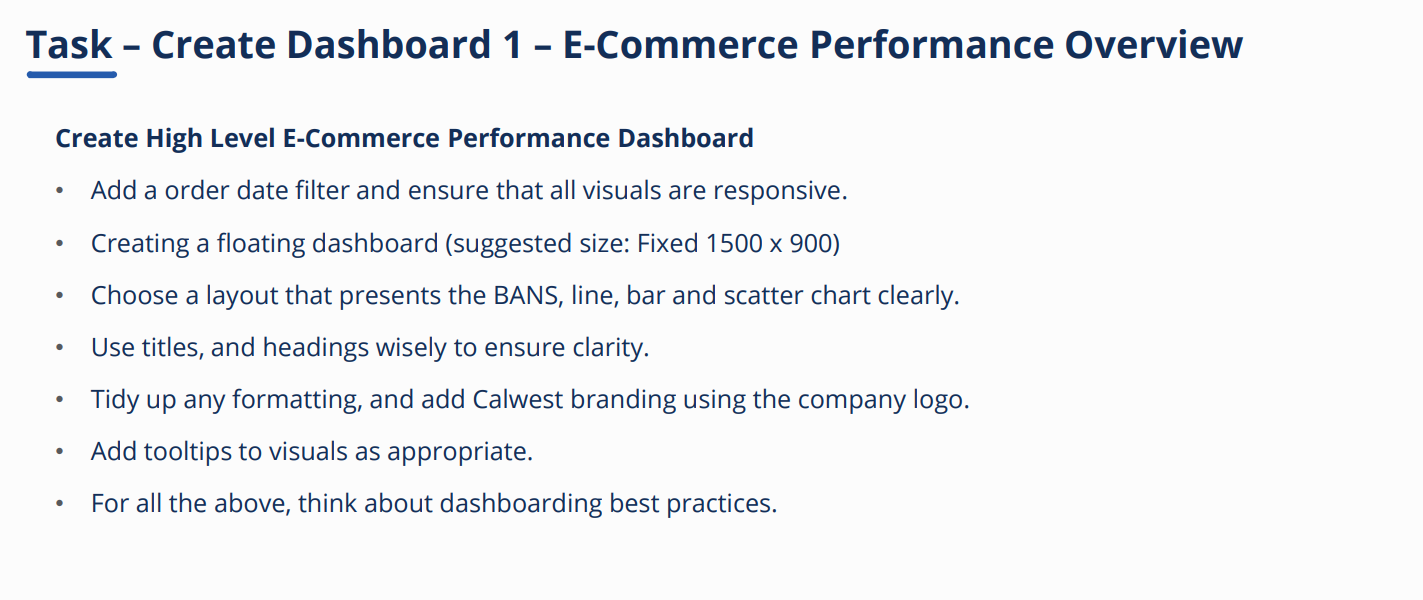 Task – Create Dashboard 1 – E-Commerce Performance Overview
Create High Level E-Commerce Performance Dashboard
• Add a order date filter and ensure that all visuals are responsive.
• Creating a floating dashboard (suggested size: Fixed 1500 x 900)
• Choose a layout that presents the BANS, line, bar and scatter chart clearly.
• Use titles, and headings wisely to ensure clarity.
• Tidy up any formatting, and add Calwest branding using the company logo.
• Add tooltips to visuals as appropriate.
• For all the above, think about dashboarding best practices.